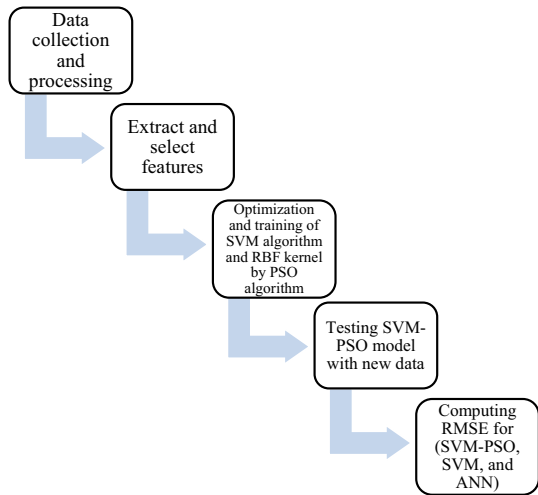 Data
collection
and
processing
Extract and
select
features
Optimization
and training of
SVM algorithm
and RBF kernel
by PSO
algorithm
Testing SVM-
PSO model
with new data
Computing
RMSE for
(SVM-PSO,
SVM, and
ANN)